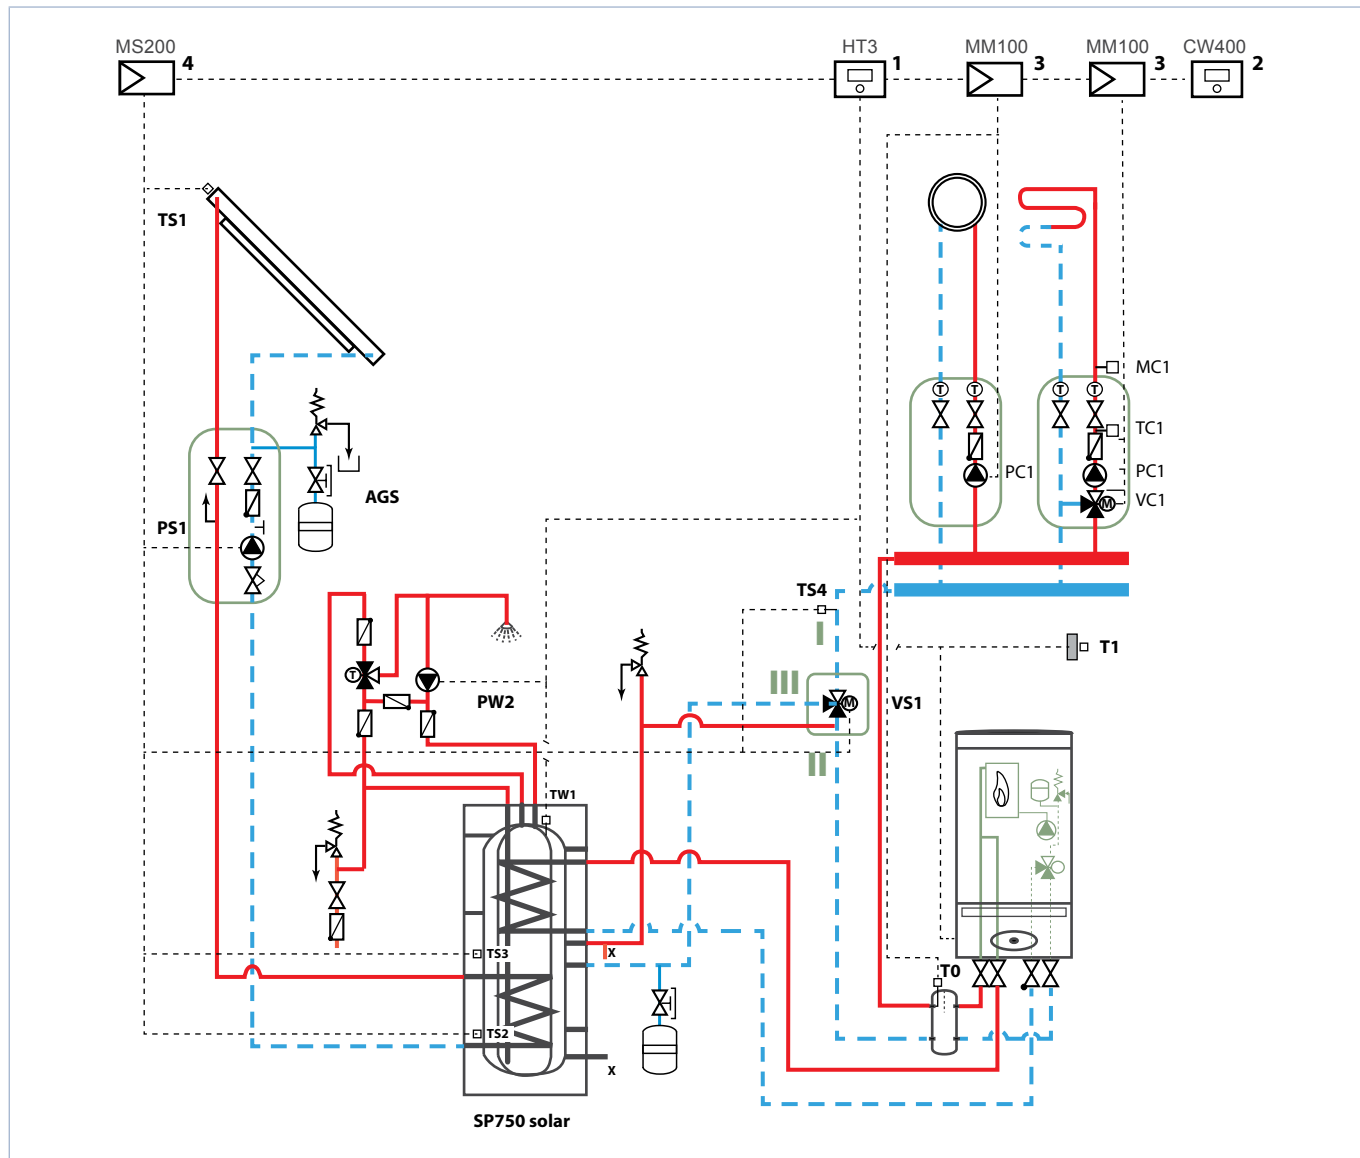 MS200 HT3 MM100 MM100 CW400
4 1 3 3 2
TS1
MC1
T T T T
TC1
PC1 PC1
AGS
VC1
M
PS1
TS4
I
T1
T
III
M
PW2
VS1
II
TW1
TS3
x
T0
TS2
x
SP750 solar